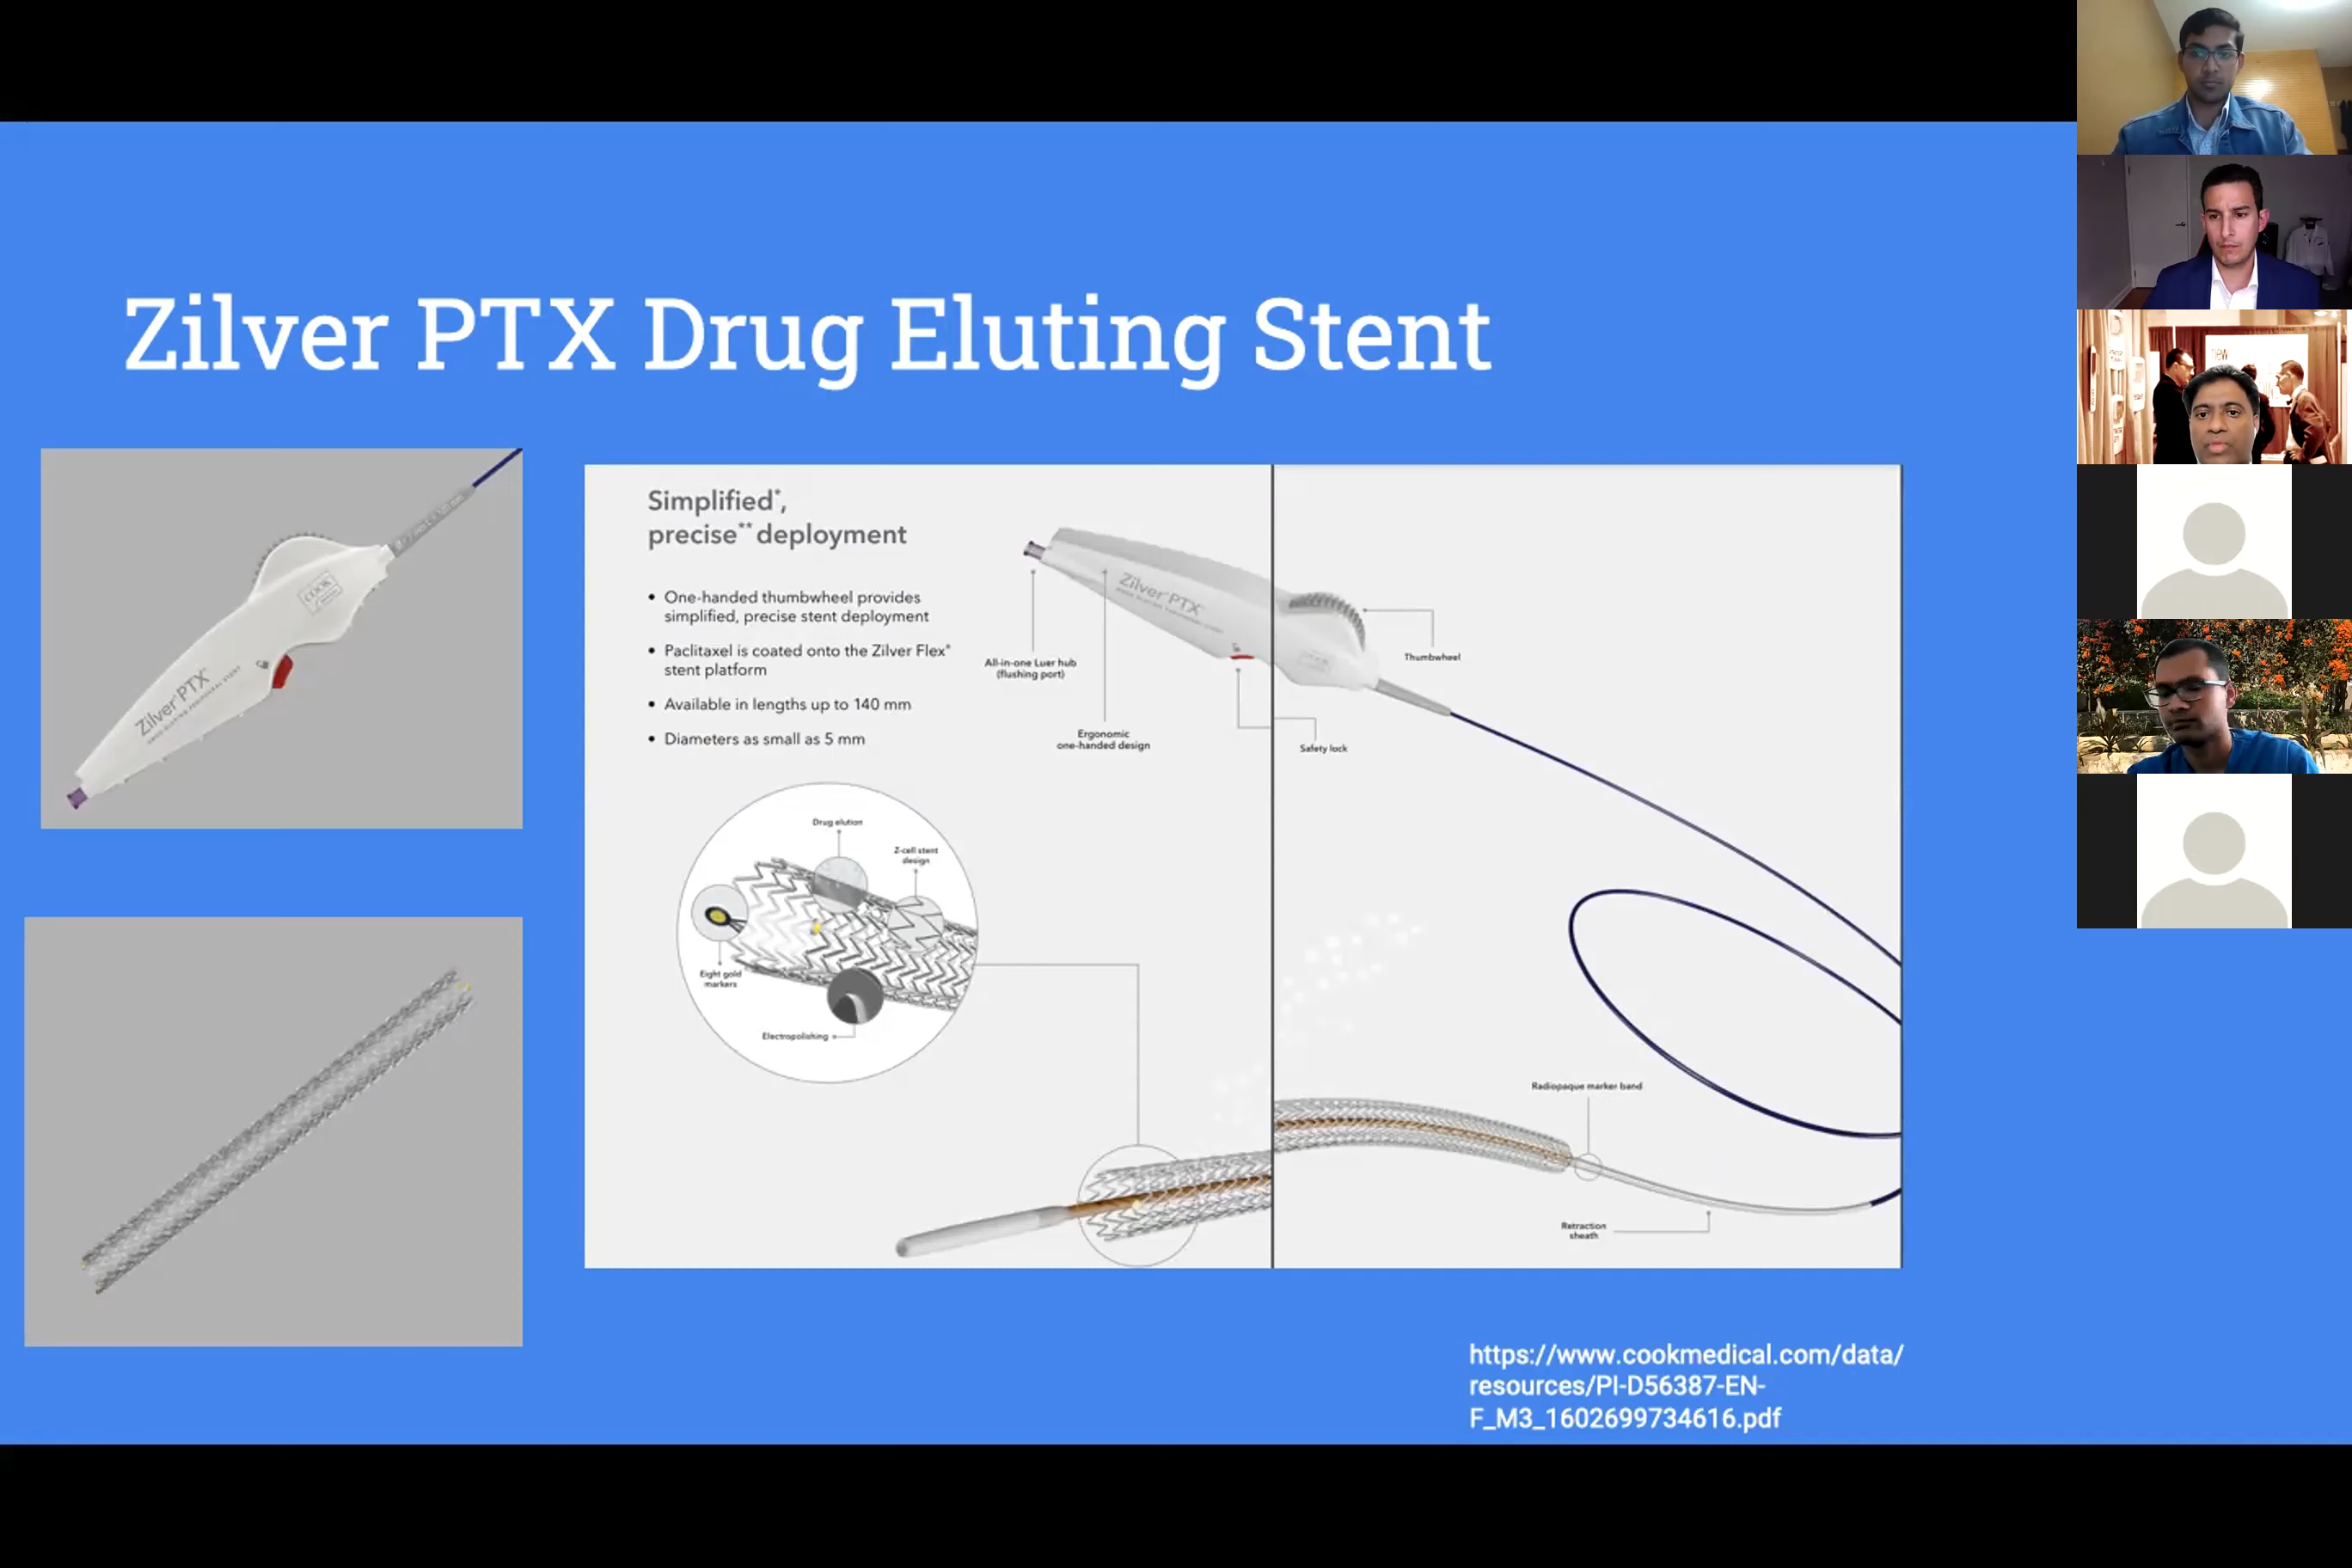 Zilver PTX Drug Eluting Stent
Simplified*,
precise** deployment
• One-handed thumbwheel provides
simplified, precise stent deployment
• Paclitaxel is coated onto the Zilver Flex®
stent platform
• Available in lengths up to 140 mm
• Diameters as small as 5 mm
All-in-one Luer hub
(flushing port)
Ergonomic
one-handed design
Zilver® PTX®
Thumbwheel
Safety lock
COOK
Zilver® PTX®
DRUG ELUTING PERIPHERAL STENT
Drug elution
Z-cell stent
design
Eight gold
markers
Electropolishing
Radiopaque marker band
Retraction
sheath
https://www.cookmedical.com/data/
resources/PI-D56387-EN-
F_M3_1602699734616.pdf